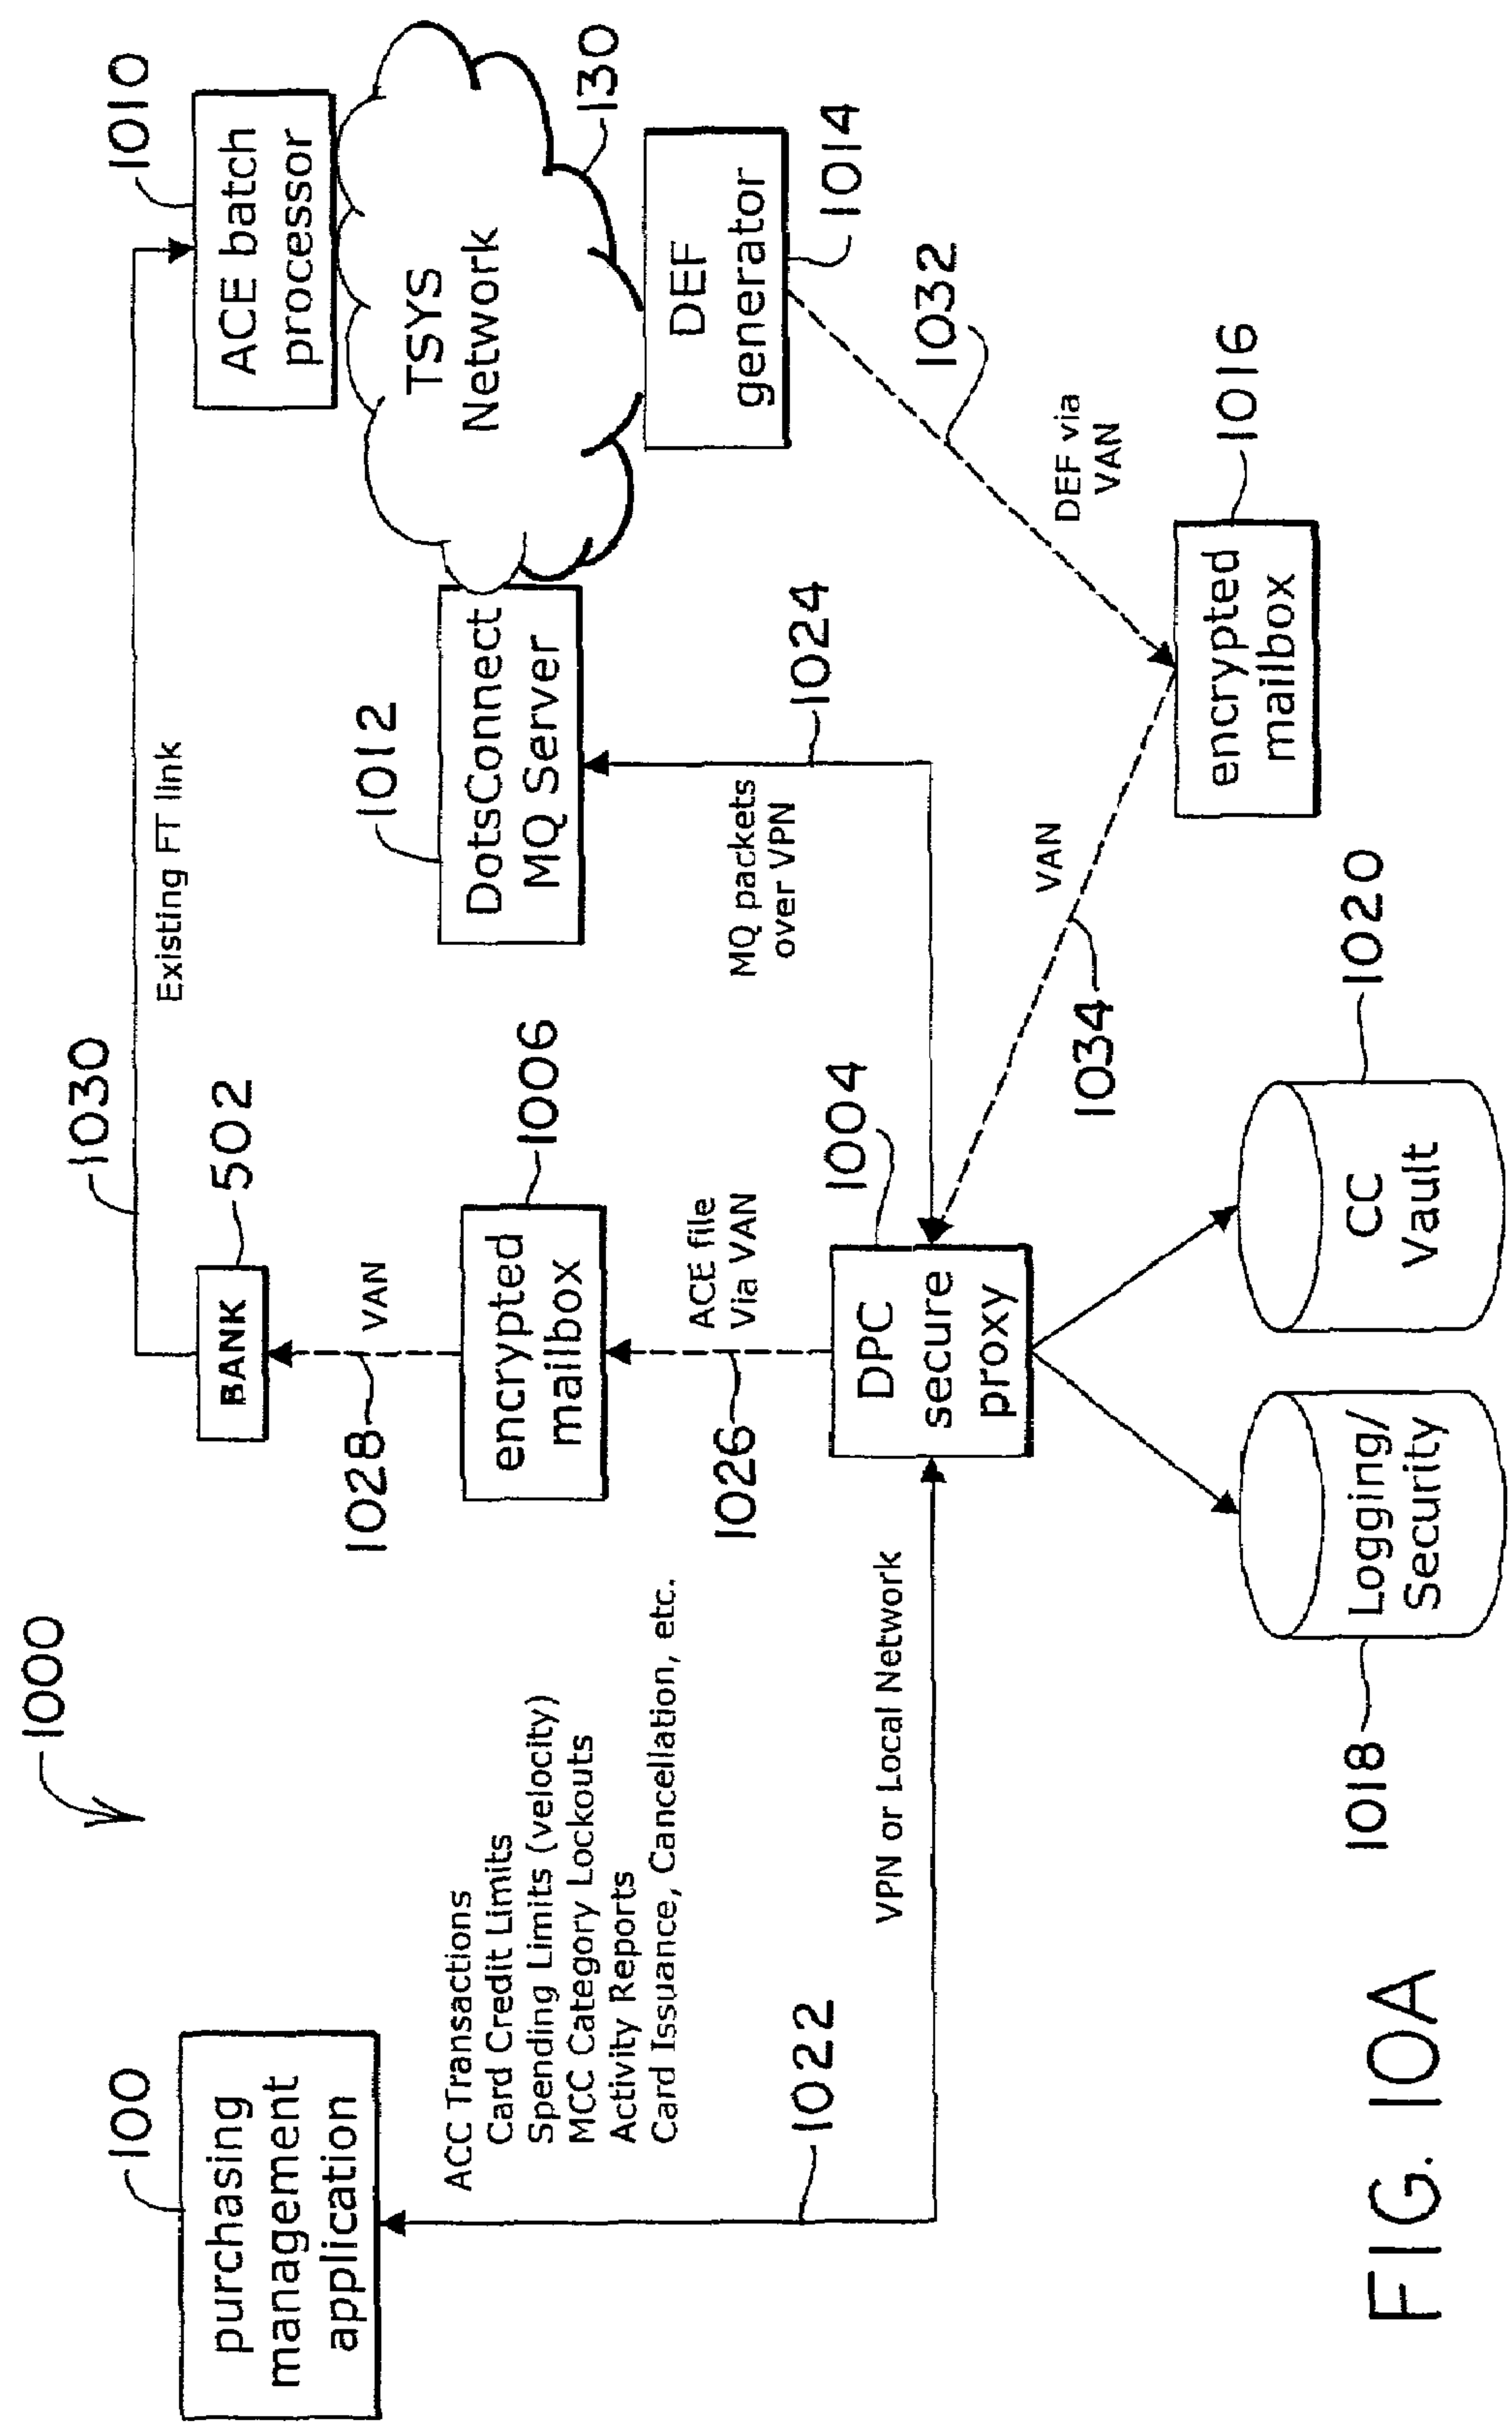 1000
100
purchasing
management
application
ACC Transactions
Card Credit Limits
Spending Limits (velocity)
MCC Category Lockouts
Activity Reports
Card Issuance, Cancellation, etc.
1022
VPN or Local Network
1030
Existing FT link
502
BANK
1028
VAN
1006
encrypted
mailbox
1026
ACE file
Via VAN
1004
DPC
secure
proxy
1018
Logging/
Security
1020
CC
Vault
1010
ACE batch
processor
TSYS
Network
130
1012
DotsConnect
MQ Server
MQ packets
over VPN
1024
DEF
generator
1014
1032
DEF via
VAN
1016
encrypted
mailbox
VAN
1034
FIG. 10A